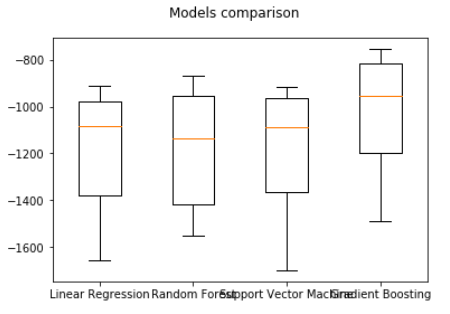 Models comparison
−800
−1000
−1200
−1400
−1600
Linear Regression Random Forest Support Vector Machine Gradient Boosting